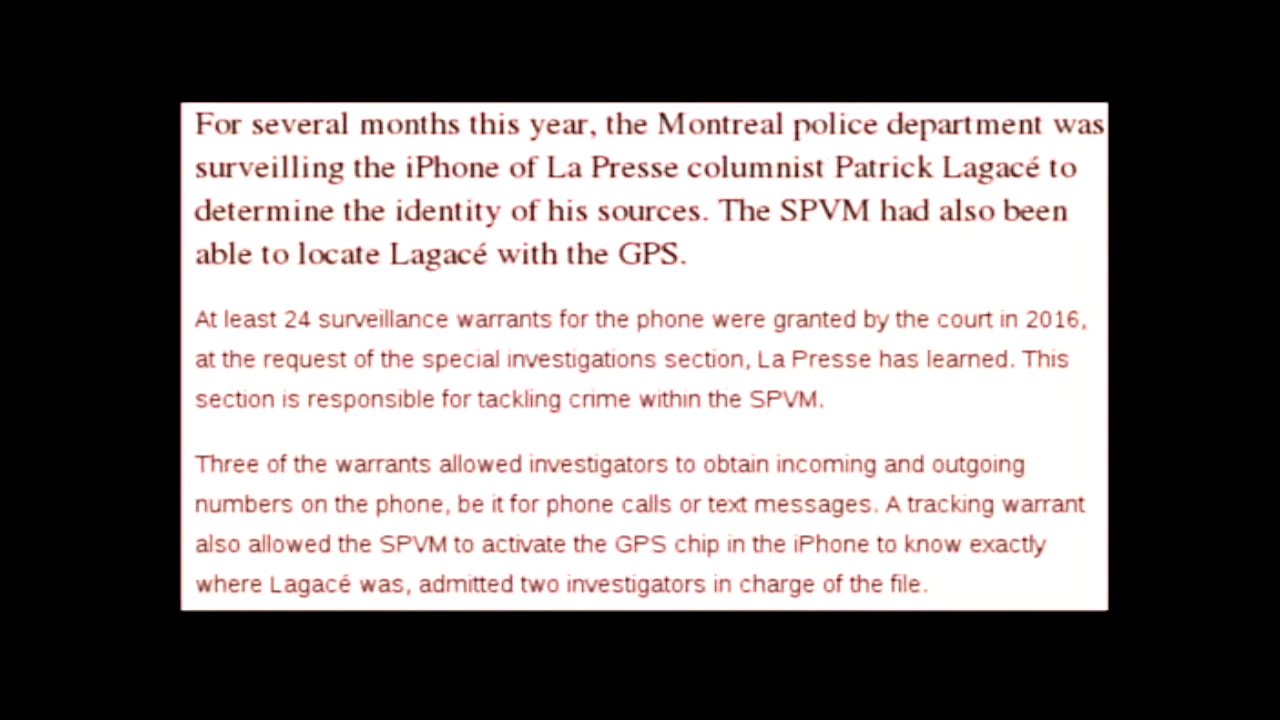 For several months this year, the Montreal police department was
surveilling the iPhone of La Presse columnist Patrick Lagacé to
determine the identity of his sources. The SPVM had also been
able to locate Lagacé with the GPS.
At least 24 surveillance warrants for the phone were granted by the court in 2016,
at the request of the special investigations section, La Presse has learned. This
section is responsible for tackling crime within the SPVM.
Three of the warrants allowed investigators to obtain incoming and outgoing
numbers on the phone, be it for phone calls or text messages. A tracking warrant
also allowed the SPVM to activate the GPS chip in the iPhone to know exactly
where Lagacé was, admitted two investigators in charge of the file.